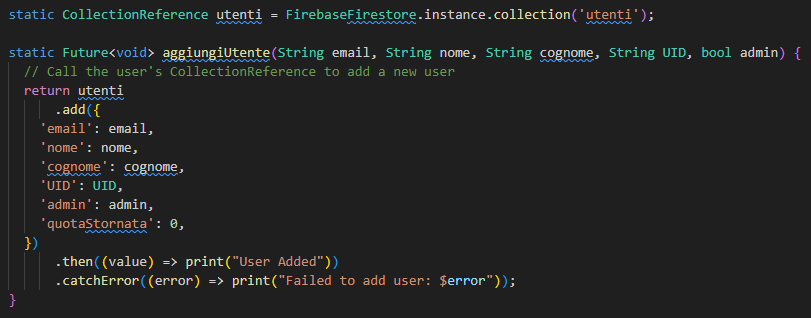 static CollectionReference utenti = FirebaseFirestore.instance.collection('utenti');
static Future<void> aggiungiUtente(String email, String nome, String cognome, String UID, bool admin) {
// Call the user's CollectionReference to add a new user
return utenti
.add({
'email': email,
'nome': nome,
'cognome': cognome,
'UID': UID,
'admin': admin,
'quotaStornata': 0,
})
.then((value) => print("User Added"))
.catchError((error) => print("Failed to add user: $error"));
}